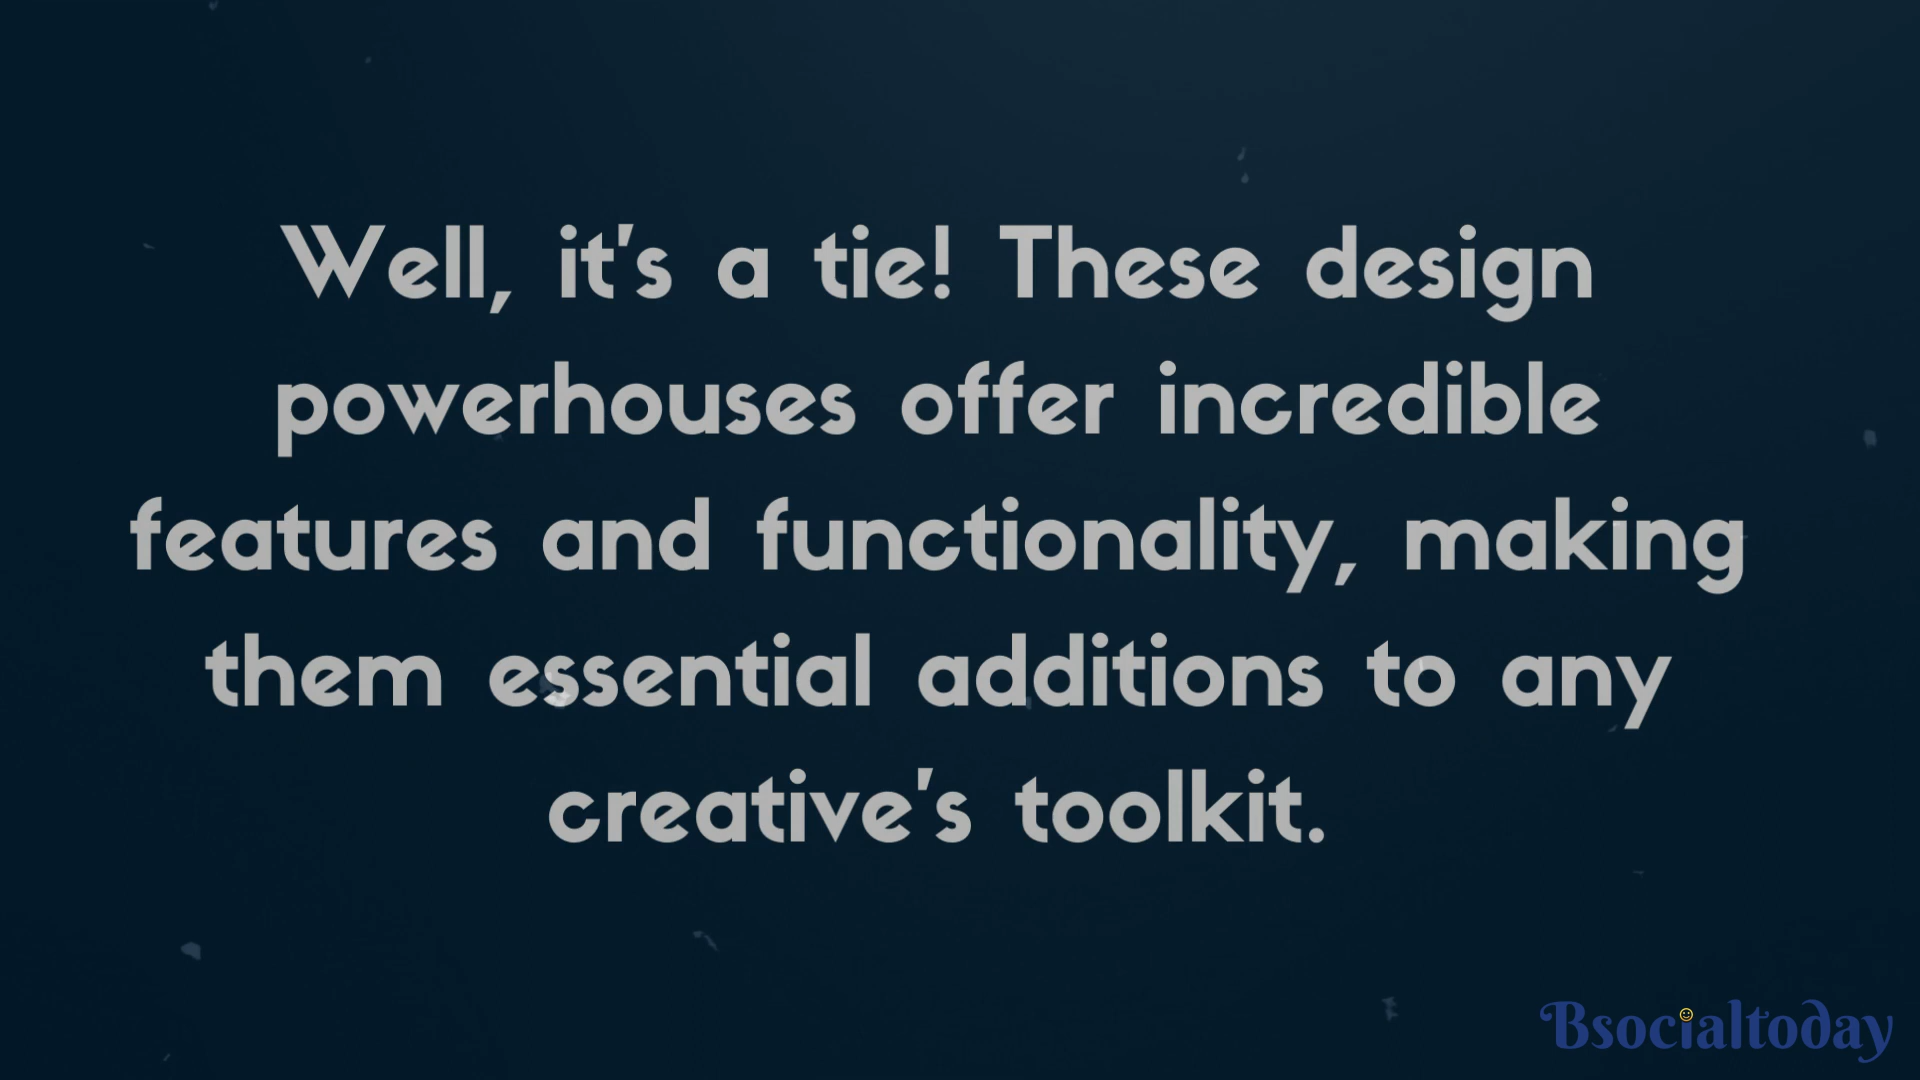 Well, it's a tie! These design
powerhouses offer incredible
features and functionality, making
them essential additions to any
creative's toolkit.
Bsocialtoday